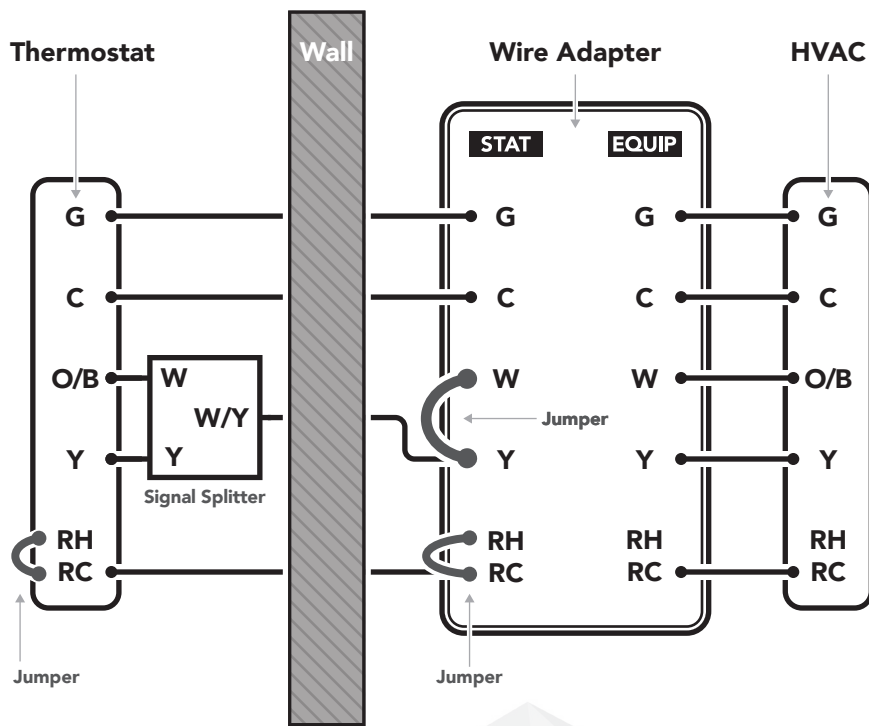 Thermostat Wall Wire Adapter HVAC
STAT EQUIP
G G G G
C C C C
O/B W W W O/B
W/Y Jumper
Y Y Y Y Y
Signal Splitter
RH RH RH RH
RC RC RC RC
Jumper Jumper